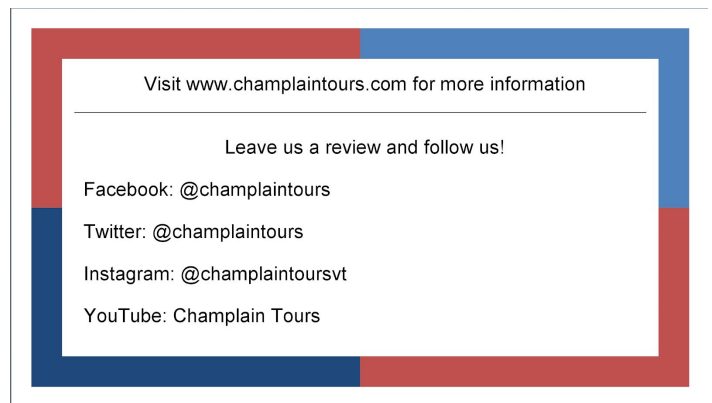 Visit www.champlaintours.com for more information
Leave us a review and follow us!
Facebook: @champlaintours
Twitter: @champlaintours
Instagram: @champlaintoursvt
YouTube: Champlain Tours